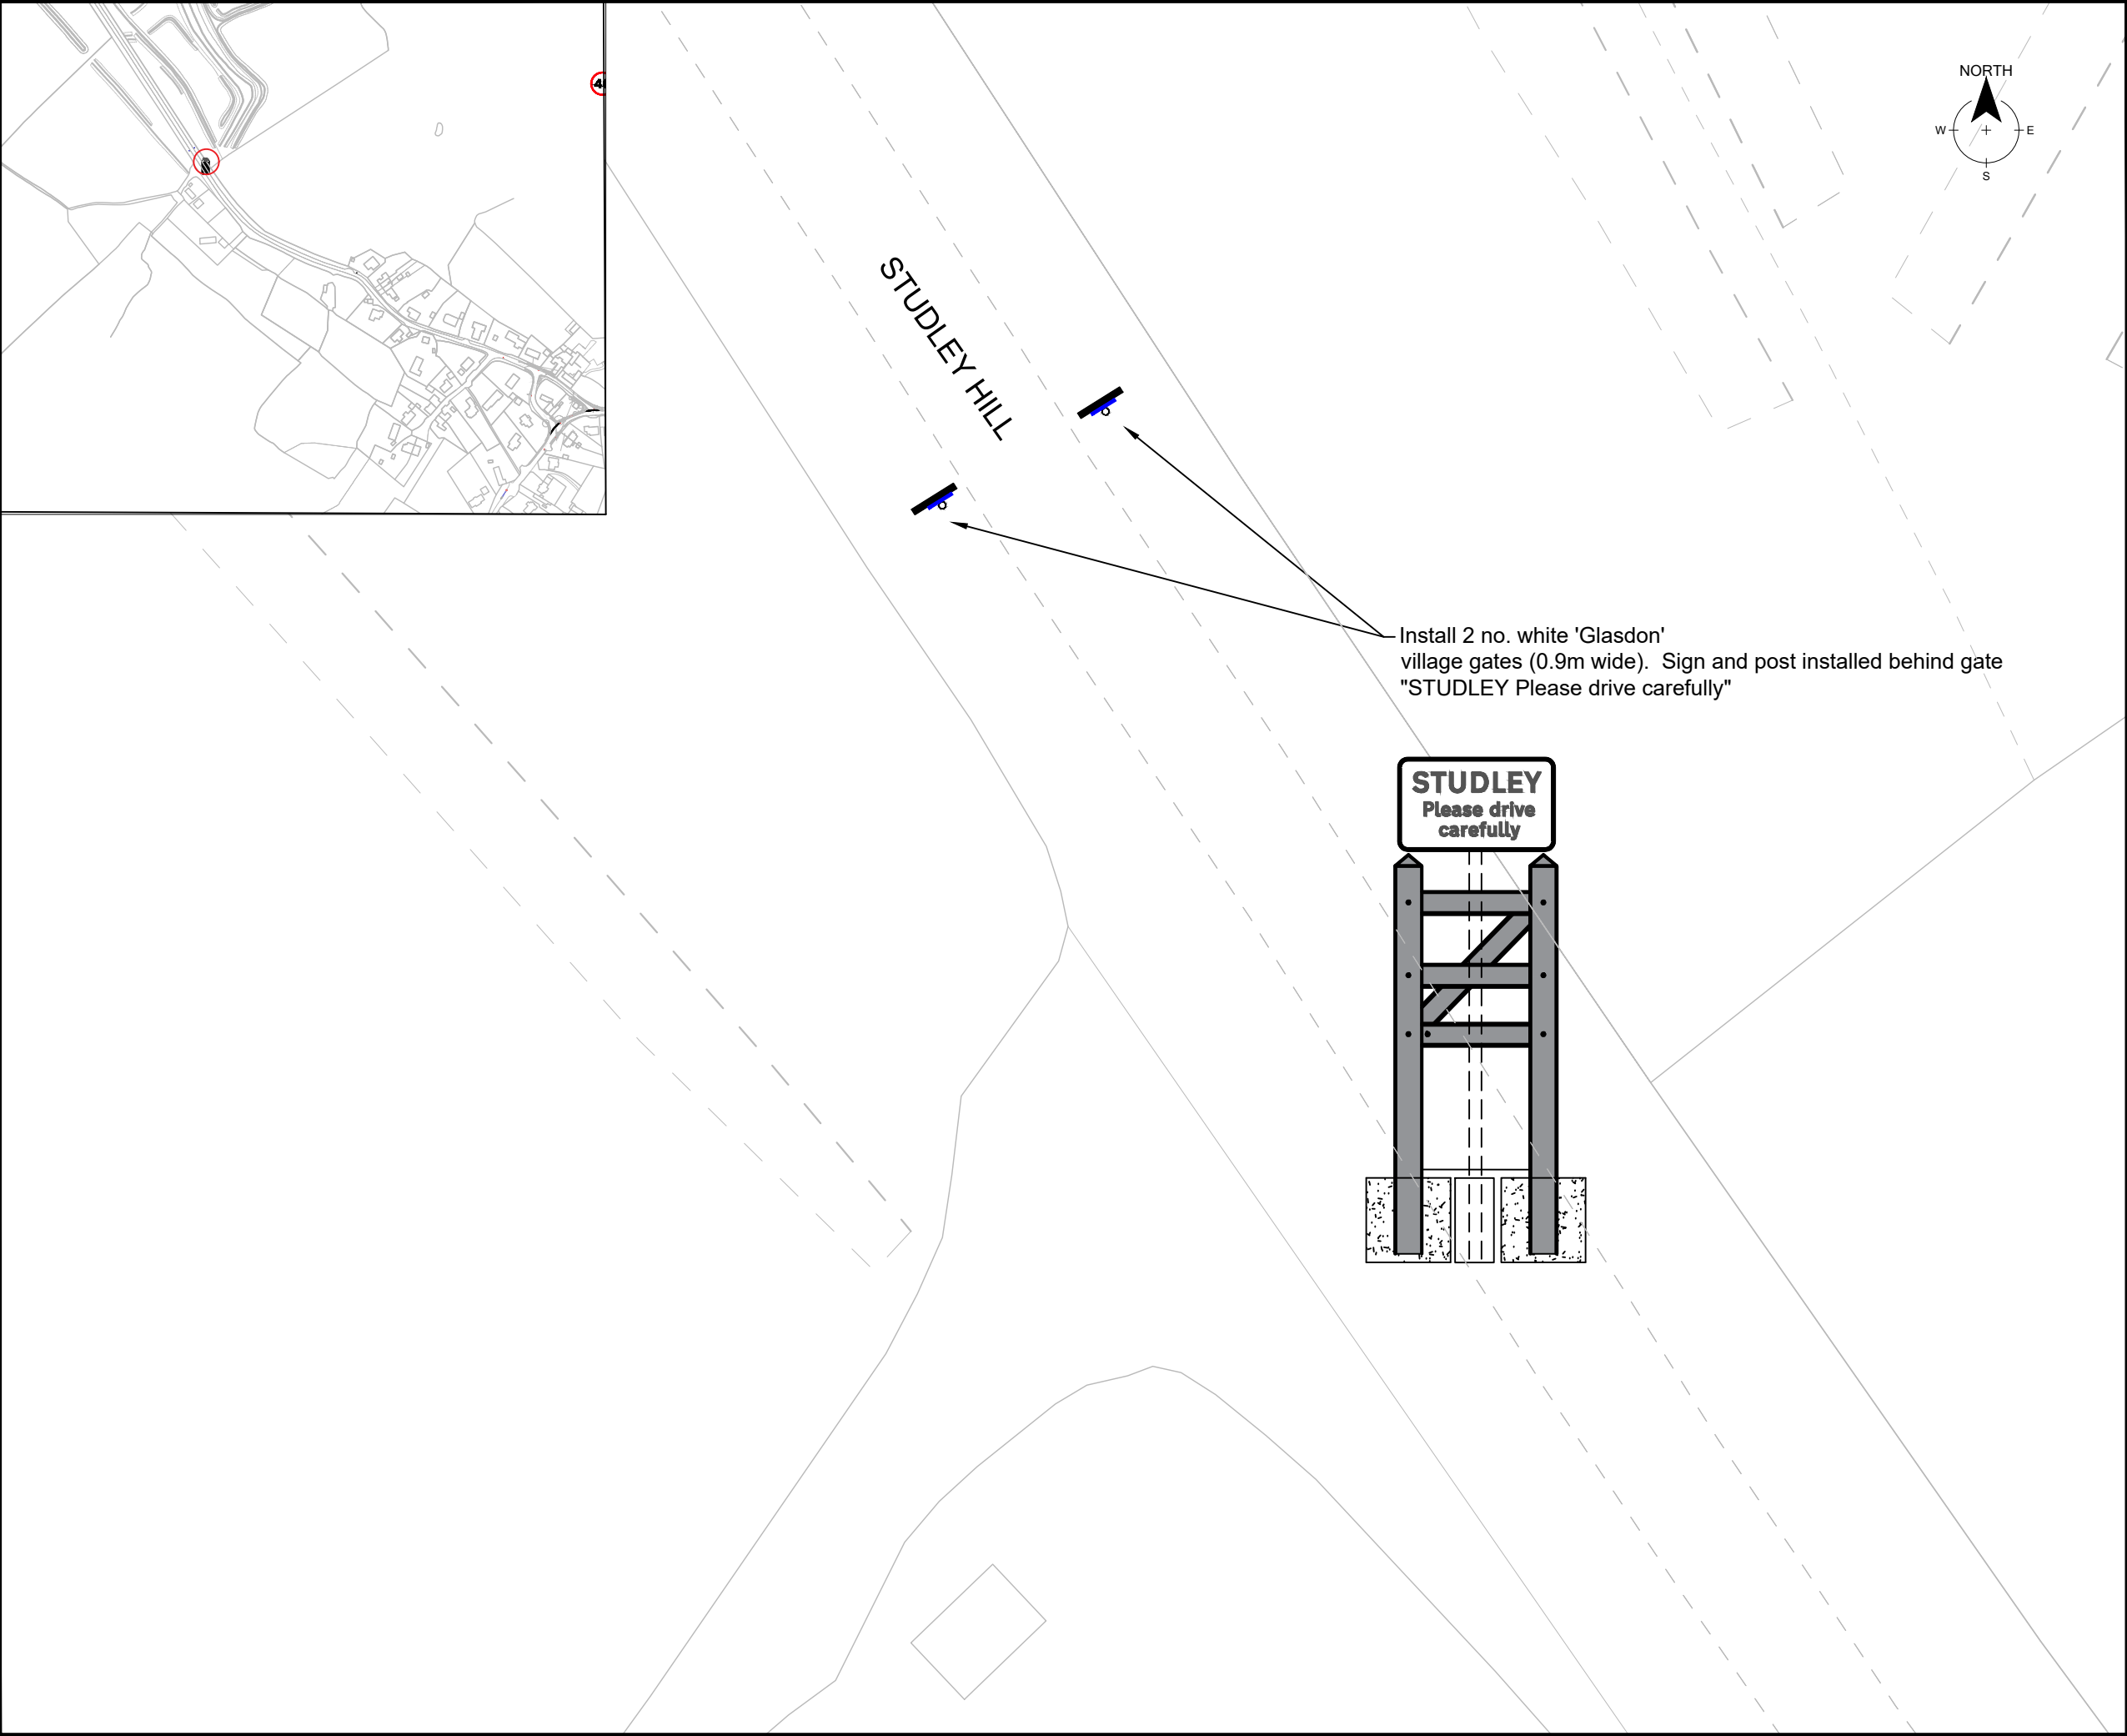 NORTH
W
E
S
STUDLEY HILL
Install 2 no. white 'Glasdon'
village gates (0.9m wide).  Sign and post installed behind gate
"STUDLEY Please drive carefully"
STUDLEY
Please drive
carefully